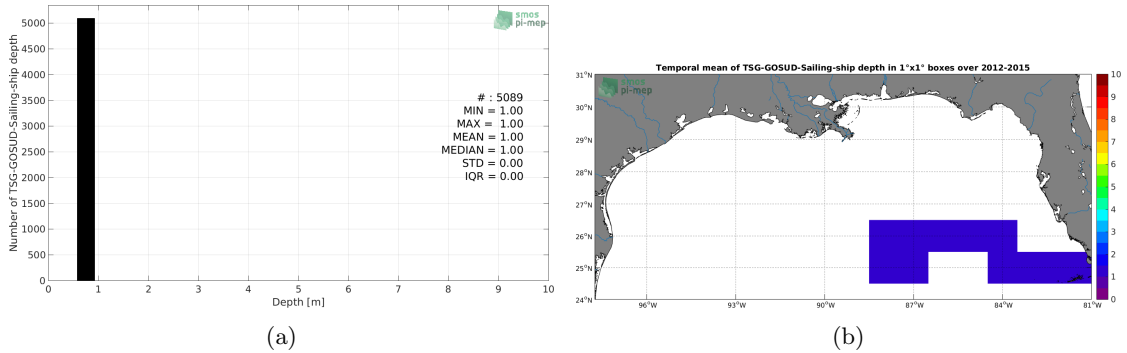 smos
pi-mep
5000
4500
4000
3500
3000
2500
2000
1500
1000
500
0
Number of TSG-GOSUD-Sailing-ship depth
# : 5089
MIN = 1.00
MAX = 1.00
MEAN = 1.00
MEDIAN = 1.00
STD = 0.00
IQR = 0.00
0 1 2 3 4 5 6 7 8 9 10
Depth [m]
(a)
Temporal mean of TSG-GOSUD-Sailing-ship depth in 1°x1° boxes over 2012-2015
smos
pi-mep
31°N
30°N
29°N
28°N
27°N
26°N
25°N
24°N
96°W 93°W 90°W 87°W 84°W 81°W
10
9
8
7
6
5
4
3
2
1
0
(b)